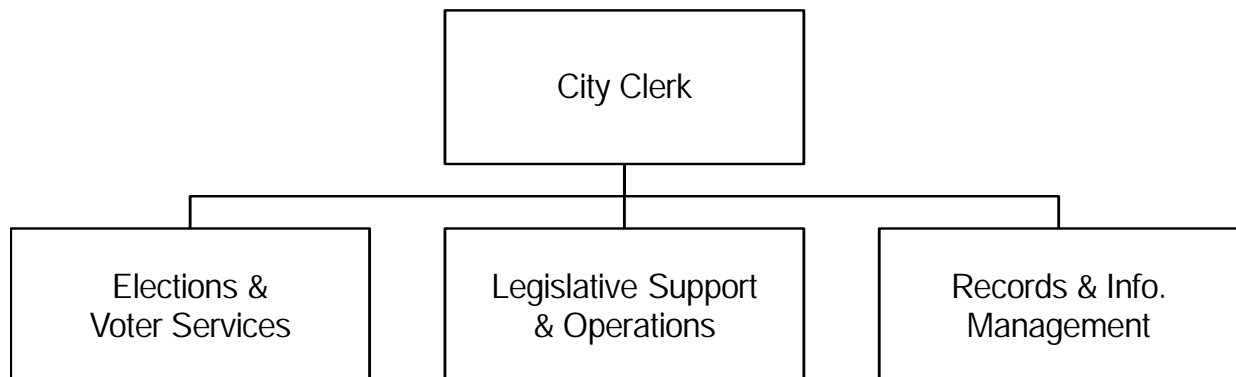 City Clerk
Elections &
Voter Services
Legislative Support
& Operations
Records & Info.
Management